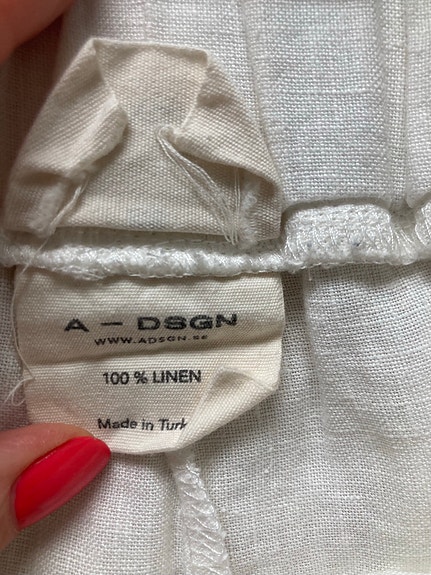 A – DSGN
WWW.ADSGN.se
100 % LINEN
Made in Turk